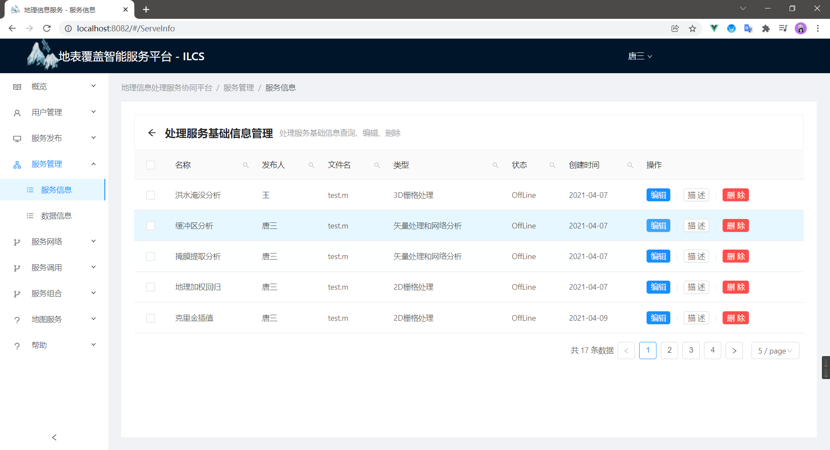 地理信息服务 - 服务信息
localhost:8082/#/ServeInfo
地表覆盖智能服务平台 - ILCS
唐三
概览
用户管理
服务发布
服务管理
服务信息
数据信息
服务网络
服务调用
服务组合
地图服务
帮助
地理信息处理服务协同平台 / 服务管理 / 服务信息
处理服务基础信息管理 处理服务基础信息查询、编辑、删除
名称 发布人 文件名 类型 状态 创建时间 操作
洪水淹没分析 王 test.m 3D栅格处理 OffLine 2021-04-07 编辑 描述 删除
缓冲区分析 唐三 test.m 矢量处理和网络分析 OffLine 2021-04-07 编辑 描述 删除
掩膜提取分析 唐三 test.m 矢量处理和网络分析 OffLine 2021-04-07 编辑 描述 删除
地理加权回归 唐三 test.m 2D栅格处理 OffLine 2021-04-07 编辑 描述 删除
克里金插值 唐三 test.m 2D栅格处理 OffLine 2021-04-09 编辑 描述 删除
共 17 条数据 1 2 3 4 5 / page